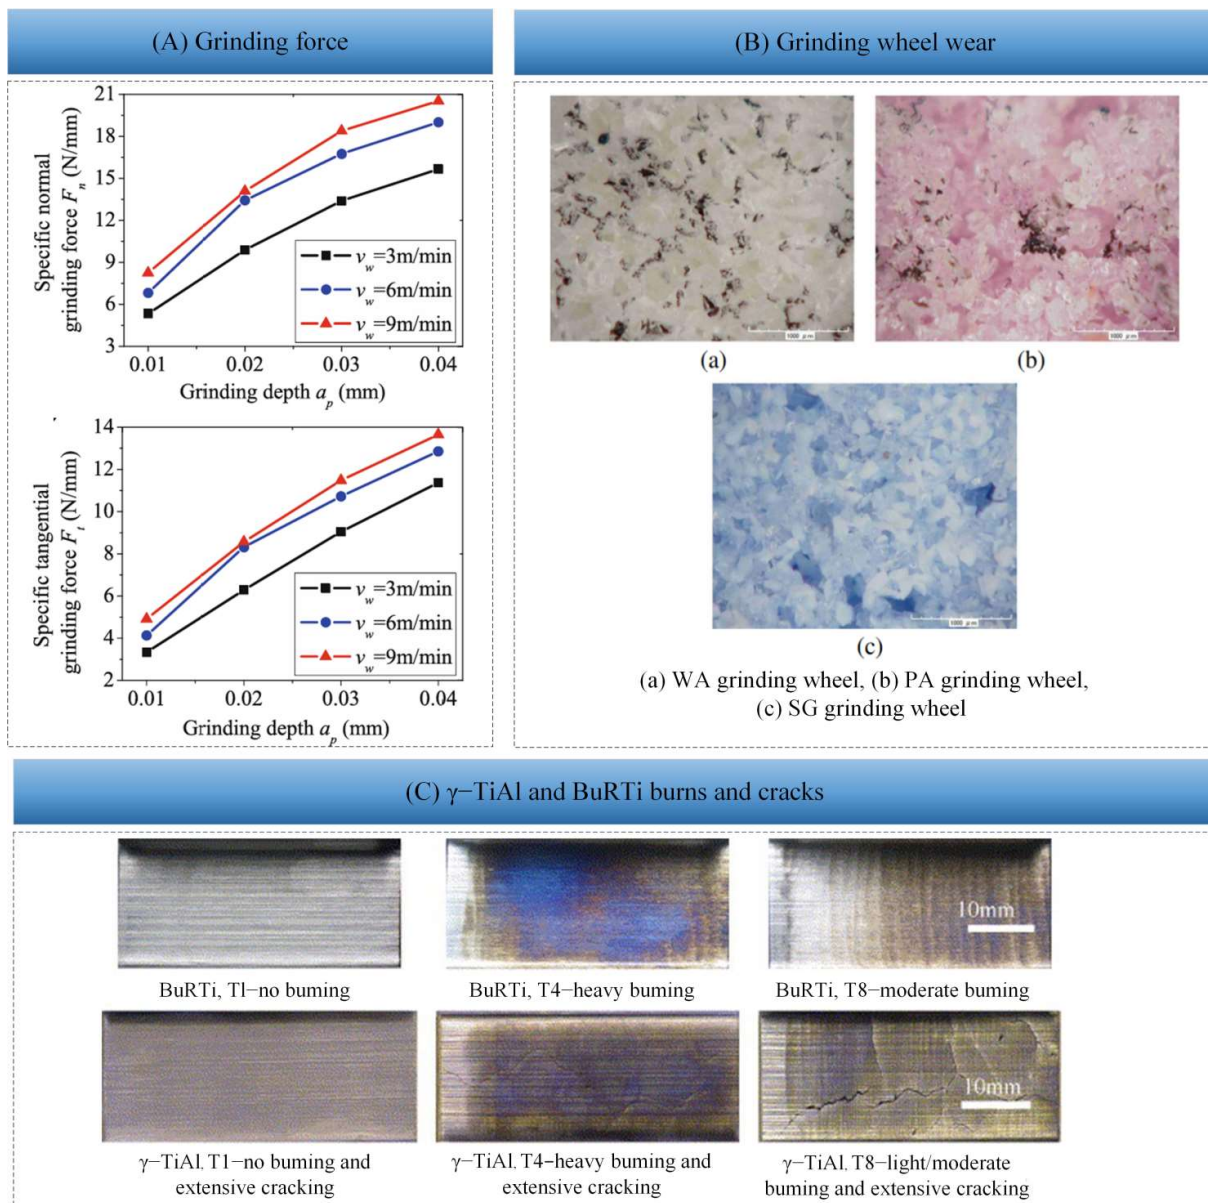 (A) Grinding force
21
18
15
12
9
6
3
Specific normal
grinding force F_n (N/mm)
v_w=3m/min
v_w=6m/min
v_w=9m/min
0.01 0.02 0.03 0.04
Grinding depth a_p (mm)
14
12
10
8
6
4
2
Specific tangential
grinding force F_t (N/mm)
v_w=3m/min
v_w=6m/min
v_w=9m/min
0.01 0.02 0.03 0.04
Grinding depth a_p (mm)
(B) Grinding wheel wear
1000 μm
1000 μm
(a) (b)
1000 μm
(c)
(a) WA grinding wheel, (b) PA grinding wheel,
(c) SG grinding wheel
(C) γ−TiAl and BuRTi burns and cracks
10mm
BuRTi, Tl−no buming
BuRTi, T4−heavy buming
BuRTi, T8−moderate buming
10mm
γ−TiAl, T1−no buming and
extensive cracking
γ−TiAl, T4−heavy buming and
extensive cracking
γ−TiAl, T8−light/moderate
buming and extensive cracking